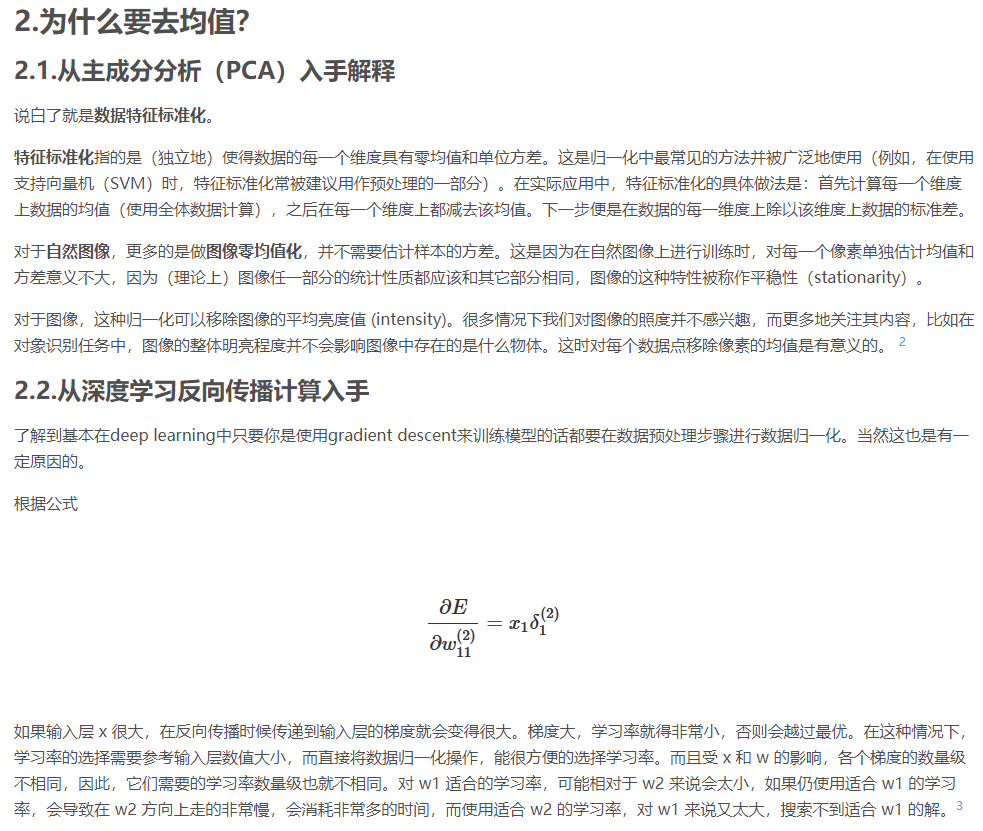 2.为什么要去均值？
2.1.从主成分分析（PCA）入手解释
说白了就是数据特征标准化。
特征标准化指的是（独立地）使得数据的每一个维度具有零均值和单位方差。这是归一化中最常见的方法并被广泛地使用（例如，在使用
支持向量机（SVM）时，特征标准化常被建议用作预处理的一部分）。在实际应用中，特征标准化的具体做法是：首先计算每一个维度
上数据的均值（使用全体数据计算），之后在每一个维度上都减去该均值。下一步便是在数据的每一维度上除以该维度上数据的标准差。
对于自然图像，更多的是做图像零均值化，并不需要估计样本的方差。这是因为在自然图像上进行训练时，对每一个像素单独估计均值和
方差意义不大，因为（理论上）图像任一部分的统计性质都应该和其它部分相同，图像的这种特性被称作平稳性（stationarity）。
对于图像，这种归一化可以移除图像的平均亮度值 (intensity)。很多情况下我们对图像的照度并不感兴趣，而更多地关注其内容，比如在
对象识别任务中，图像的整体明亮程度并不会影响图像中存在的是什么物体。这时对每个数据点移除像素的均值是有意义的。 2
2.2.从深度学习反向传播计算入手
了解到基本在deep learning中只要你是使用gradient descent来训练模型的话都要在数据预处理步骤进行数据归一化。当然这也是有一
定原因的。
根据公式
∂E/∂w₁₁⁽²⁾ = x₁δ₁⁽²⁾
如果输入层 x 很大，在反向传播时候传递到输入层的梯度就会变得很大。梯度大，学习率就得非常小，否则会越过最优。在这种情况下，
学习率的选择需要参考输入层数值大小，而直接将数据归一化操作，能很方便的选择学习率。而且受 x 和 w 的影响，各个梯度的数量级
不相同，因此，它们需要的学习率数量级也就不相同。对 w1 适合的学习率，可能相对于 w2 来说会太小，如果仍使用适合 w1 的学习
率，会导致在 w2 方向上走的非常慢，会消耗非常多的时间，而使用适合 w2 的学习率，对 w1 来说又太大，搜索不到适合 w1 的解。 3